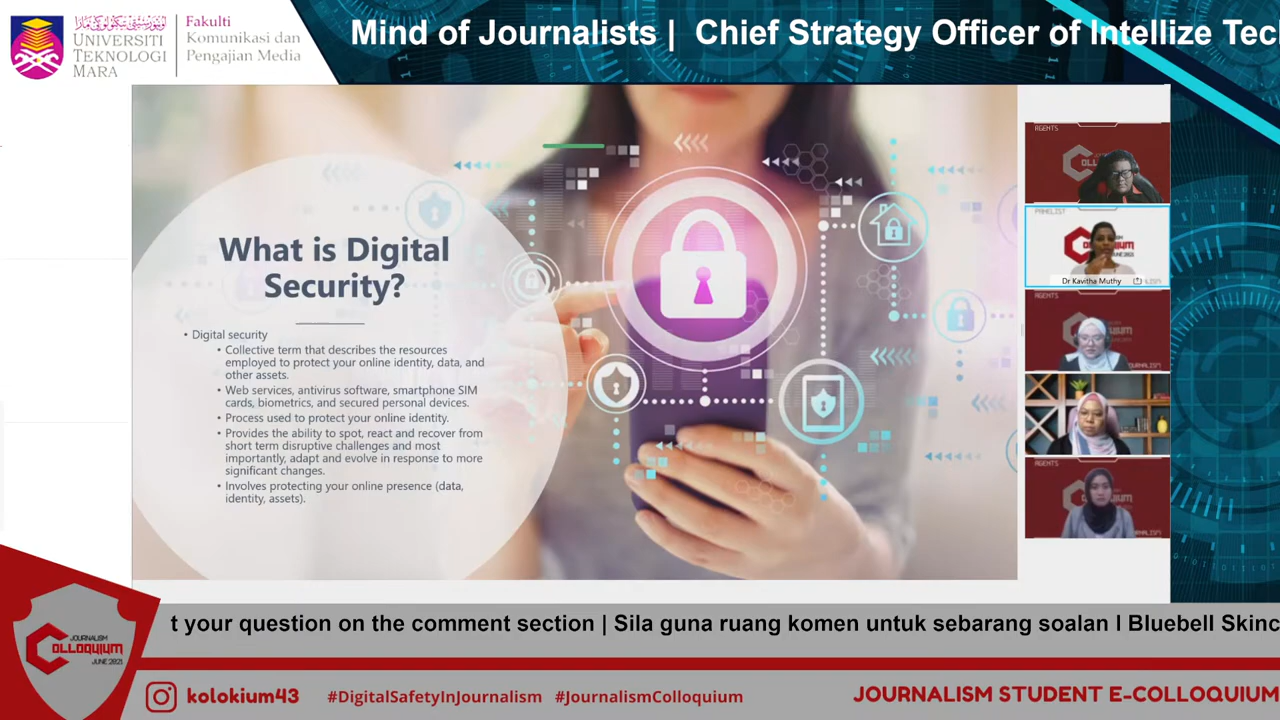 UNIVERSITI
TEKNOLOGI
MARA
Fakulti
Komunikasi dan
Pengajian Media
Mind of Journalists | Chief Strategy Officer of Intellize Tec
What is Digital
Security?
• Digital security
• Collective term that describes the resources
employed to protect your online identity, data, and
other assets.
• Web services, antivirus software, smartphone SIM
cards, biometrics, and secured personal devices.
• Process used to protect your online identity.
• Provides the ability to spot, react and recover from
short term disruptive challenges and most
importantly, adapt and evolve in response to more
significant changes.
• Involves protecting your online presence (data,
identity, assets).
Dr Kavitha Muthy
t your question on the comment section | Sila guna ruang komen untuk sebarang soalan I Bluebell Skinc
JOURNALISM
COLLOQUIUM
JUNE 2021
kolokium43
#DigitalSafetyInJournalism #JournalismColloquium
JOURNALISM STUDENT E-COLLOQUIUM